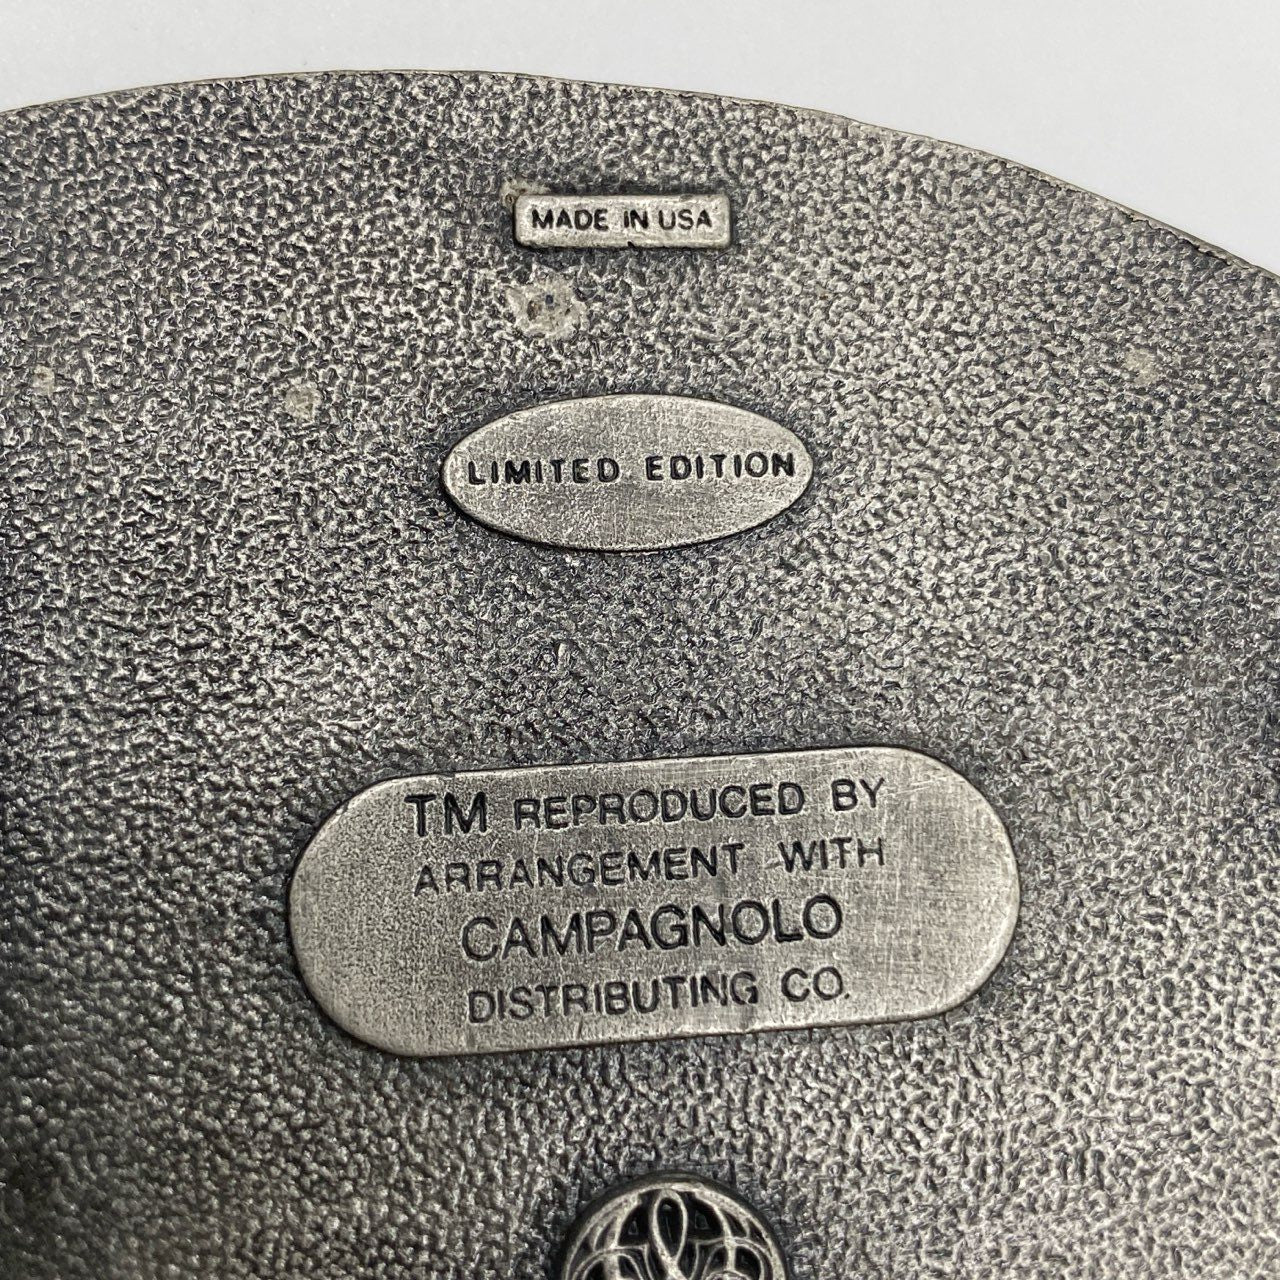 MADE IN USA
LIMITED EDITION
TM REPRODUCED BY
ARRANGEMENT WITH
CAMPAGNOLO
DISTRIBUTING CO.